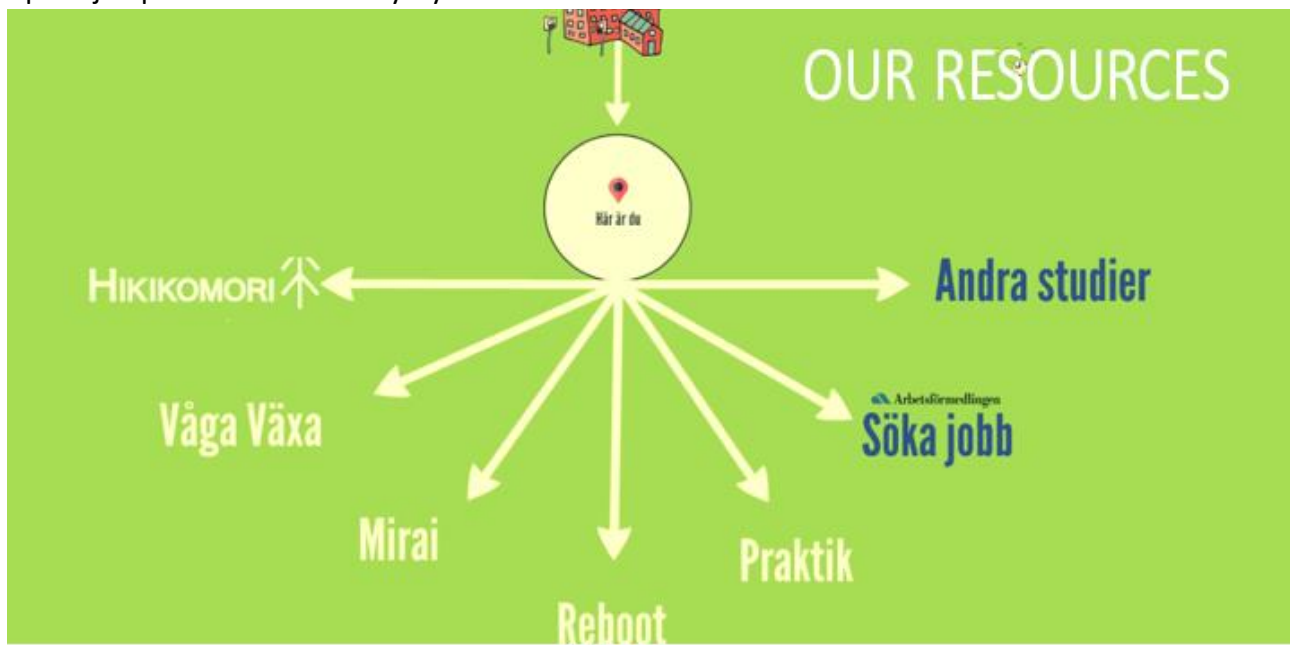 OUR RESOURCES
Här är du
HIKIKOMORI
Andra studier
Våga Växa
Arbetsförmedlingen
Söka jobb
Mirai
Praktik
Reboot